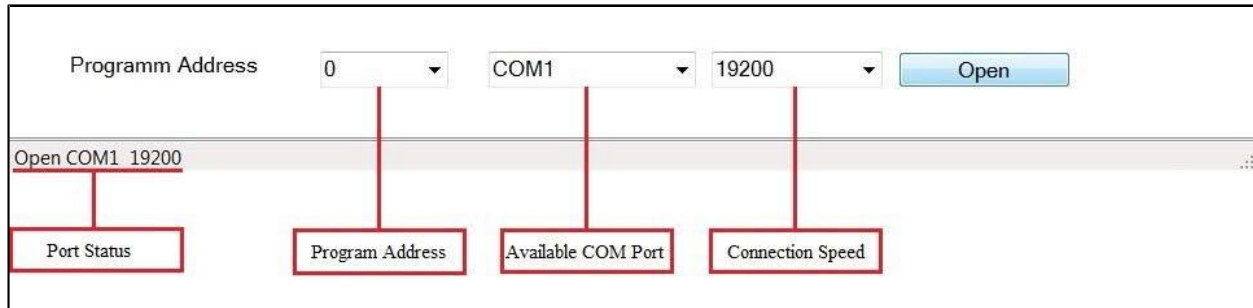 Programm Address 0 COM1 19200 Open
Open COM1 19200
Port Status Program Address Available COM Port Connection Speed